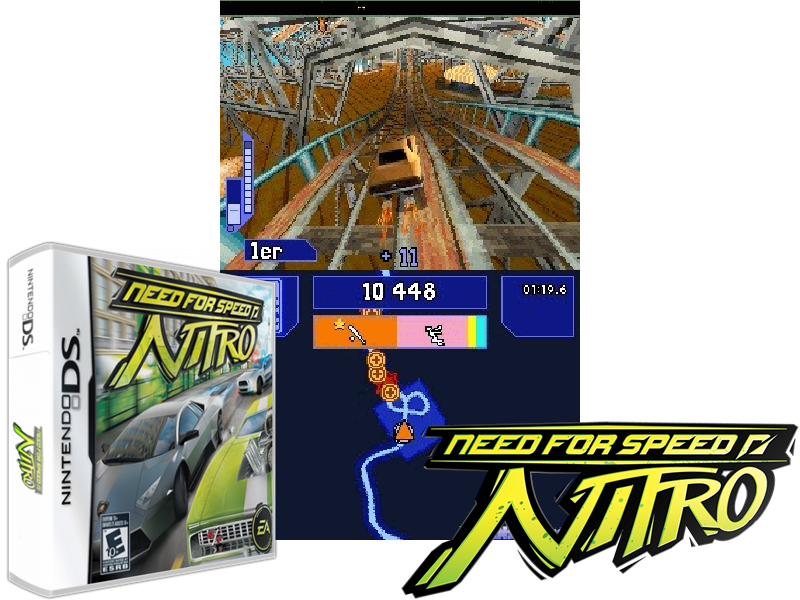 1er
+ 11
10 448
01:19.6
NINTENDO DS
NINTENDO DS™
NEED FOR SPEED
NITRO
NEED FOR SPEED
NITRO
E
ESRB
EA
NEED FOR SPEED
NITRO